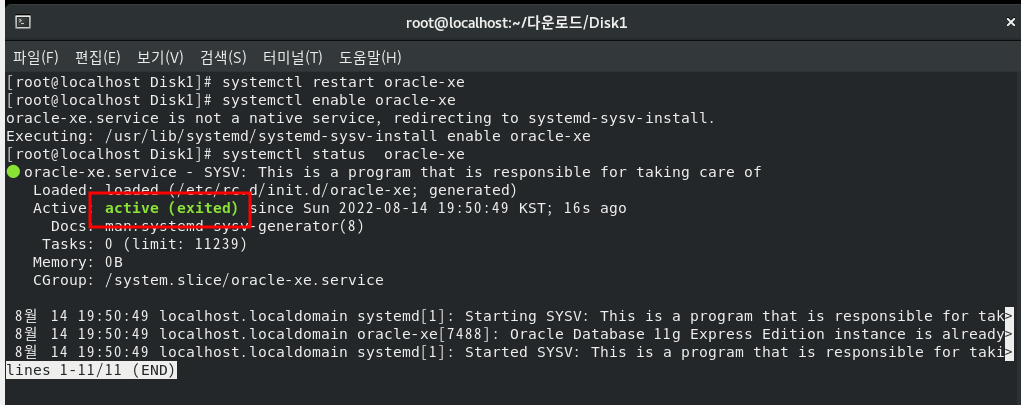 root@localhost:~/다운로드/Disk1
파일(F) 편집(E) 보기(V) 검색(S) 터미널(T) 도움말(H)
[root@localhost Disk1]# systemctl restart oracle-xe
[root@localhost Disk1]# systemctl enable oracle-xe
oracle-xe.service is not a native service, redirecting to systemd-sysv-install.
Executing: /usr/lib/systemd/systemd-sysv-install enable oracle-xe
[root@localhost Disk1]# systemctl status  oracle-xe
●oracle-xe.service - SYSV: This is a program that is responsible for taking care of
Loaded: loaded (/etc/rc.d/init.d/oracle-xe; generated)
Active: active (exited) since Sun 2022-08-14 19:50:49 KST; 16s ago
Docs: man:systemd-sysv-generator(8)
Tasks: 0 (limit: 11239)
Memory: 0B
CGroup: /system.slice/oracle-xe.service
8월 14 19:50:49 localhost.localdomain systemd[1]: Starting SYSV: This is a program that is responsible for tak>
8월 14 19:50:49 localhost.localdomain oracle-xe[7488]: Oracle Database 11g Express Edition instance is already>
8월 14 19:50:49 localhost.localdomain systemd[1]: Started SYSV: This is a program that is responsible for taki>
lines 1-11/11 (END)